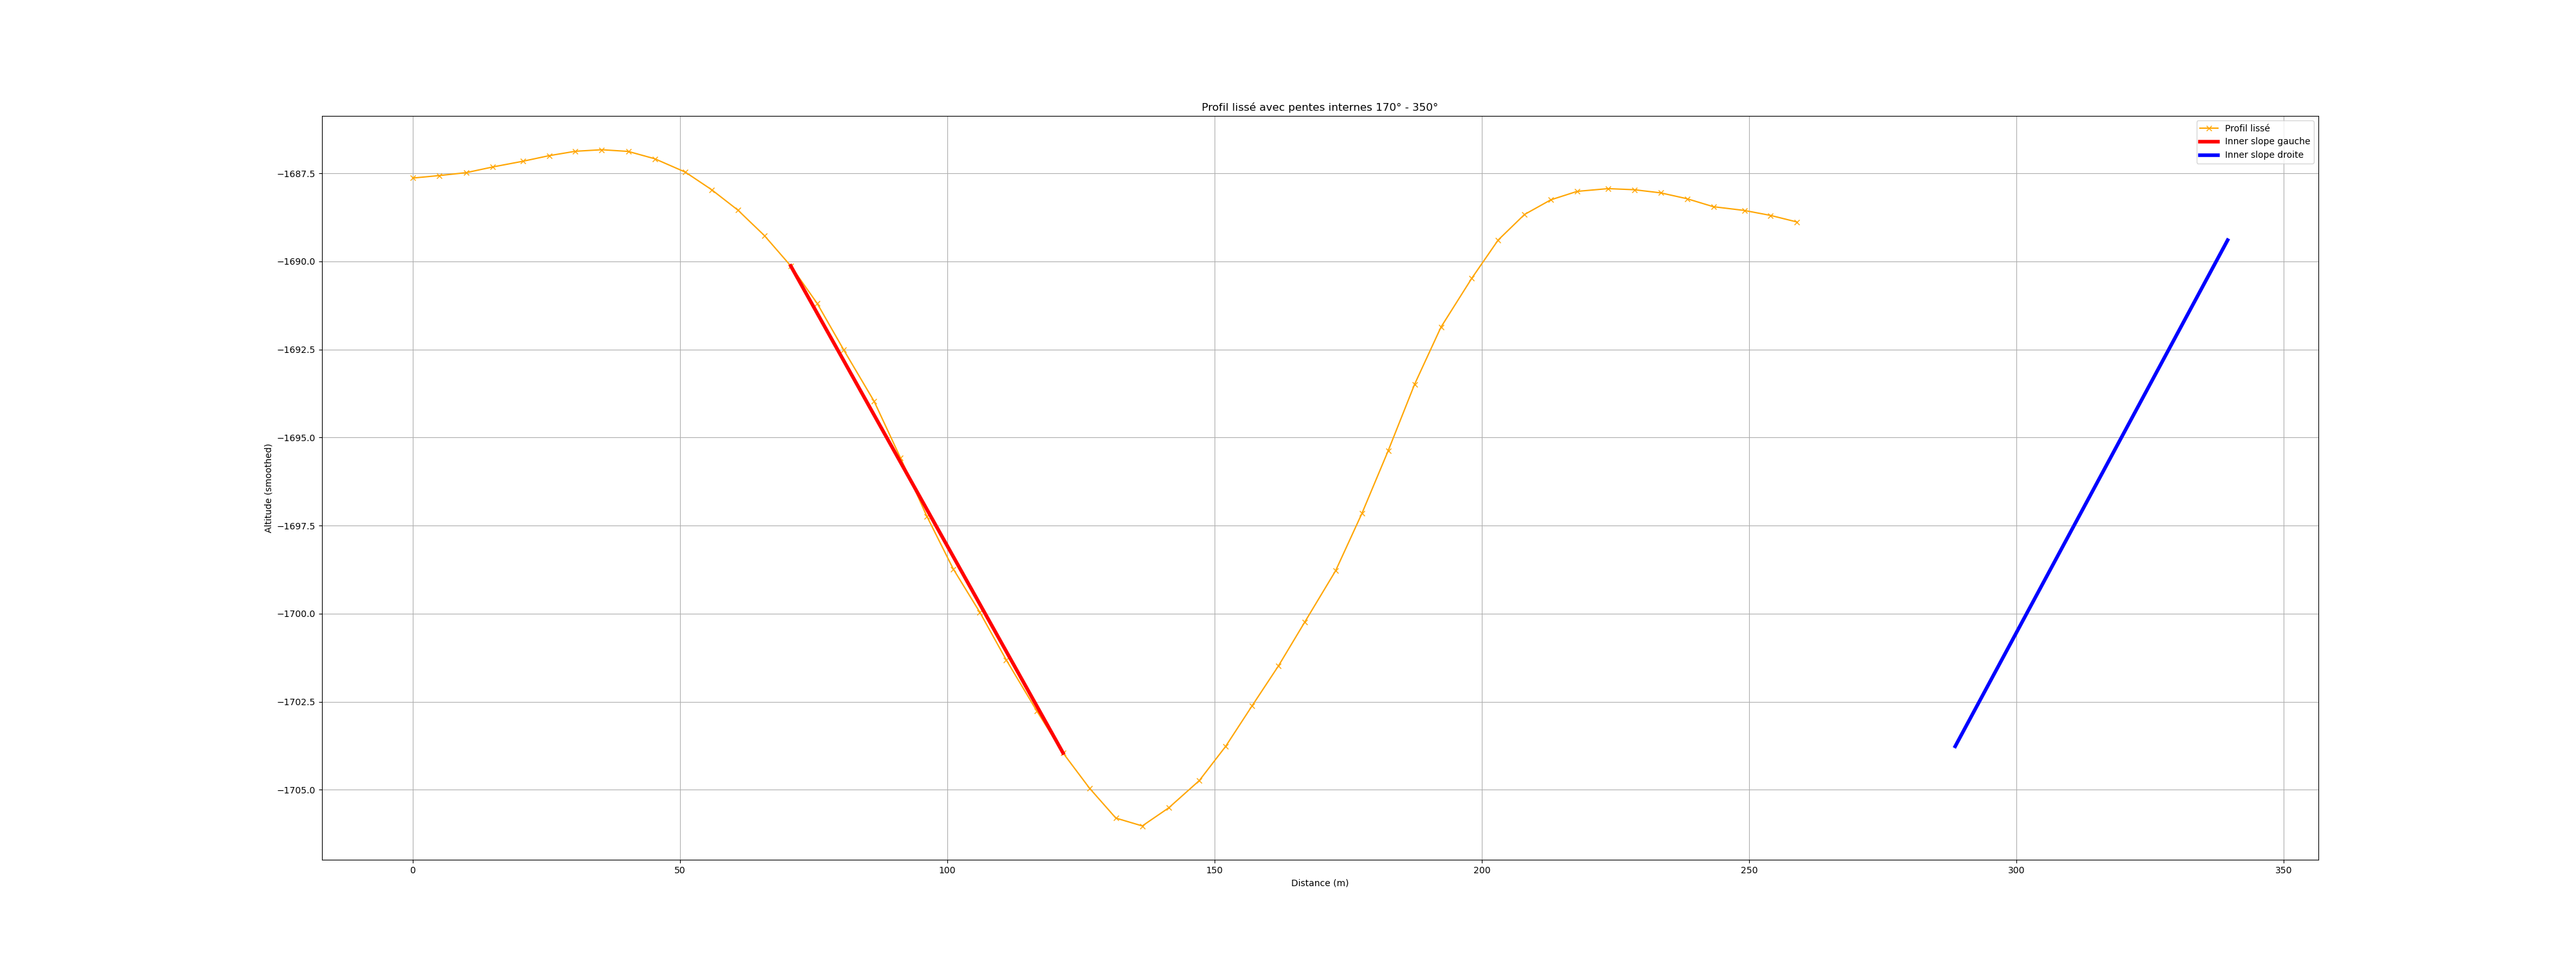 Profil lissé avec pentes internes 170° - 350°
Profil lissé
Inner slope gauche
Inner slope droite
−1687.5
−1690.0
−1692.5
−1695.0
−1697.5
−1700.0
−1702.5
−1705.0
Altitude (smoothed)
0 50 100 150 200 250 300 350
Distance (m)